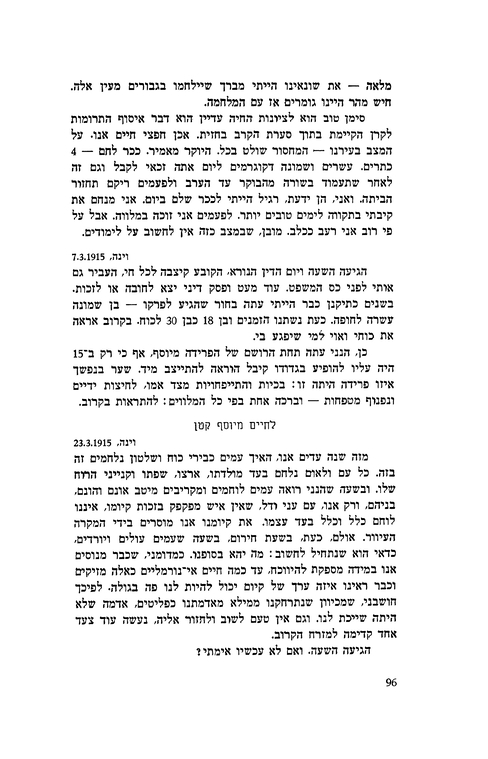 מלאה — את שונאינו הייתי מברך שיילחמו בגבורים מעין אלה.
חיש מהר היינו גומרים אז עם המלחמה.
סימן טוב הוא לציונות החיה עדיין הוא דבר איסוף התרומות
לקרן הקיימת בתוך סערת הקרב בחזית. אכן חפצי חיים אנו. על
המצב בעירנו — המחסור שולט בכל. היוקר מאמיר. ככר לחם — 4
כתרים. עשרים ושמונה דקוגרמים ליום אתה זכאי לקבל וגם זה
לאחר שתעמוד בשורה מהבוקר עד הערב ולפעמים ריקם תחזור
הביתה. ואני, הן ידעת, רגיל הייתי לככר שלם ביום. אני מנחם את
קיבתי בתקווה לימים טובים יותר. לפעמים אני זוכה במלווה. אבל על
פי רוב אני רעב ככלב. מובן, שבמצב כזה אין לחשוב על לימודים.
וינה, 7.3.1915
הגיעה השעה ויום הדין הנורא, הקובע קיצבה לכל חי, העביר גם
אותי לפני כס המשפט. עוד מעט ופסק דיני יצא לחובה או לזכות.
בשנים כתיקנן כבר הייתי עתה בחור שהגיע לפרקו — בן שמונה
עשרה לחופה. כעת נשתנו הזמנים ובן 18 כבן 30 לכוח. בקרוב אראה
את כוחי ואוי למי שיפגע בי.
כן, הנני עתה תחת הרושם של הפרידה מיוסף, אף כי רק ב־15
היה עליו להופיע בגדודו קיבל הוראה להתייצב מיד. שער בנפשך
איזו פרידה היתה זו: בכיות והתייפחויות מצד אמו, לחיצות ידיים
ונפנוף מטפחות — וברכה אחת בפי כל המלווים: להתראות בקרוב.
לחיים מיוסף קטן
וינה, 23.3.1915
מזה שנה עדים אנו, האיך עמים כבירי כוח ושלטון נלחמים זה
בזה. כל עם ולאום נלחם בעד מולדתו, ארצו, שפתו וקנייני הרוח
שלו. ובשעה שהנני רואה עמים לוחמים ומקריבים מיטב אונם והונם,
בניהם, ורק אנו, עם עני ודל, שאין איש מפקפק בזכות קיומו, איננו
לוחם כלל וכלל בעד עצמו. את קיומנו אנו מוסרים בידי המקרה
העיוור. אולם, כעת, בשעת חירום, בשעה שעמים עולים ויורדים,
כדאי הוא שנתחיל לחשוב: מה יהא בסופנו. כמדומני, שכבר מנוסים
אנו במידה מספקת להיווכח, עד כמה חיים אי־נורמליים כאלה מזיקים
וכבר ראינו איזה ערך של קיום יכול להיות לנו פה בגולה. לפיכך
חושבני, שמכיוון שנתרחקנו ממילא מאדמתנו כפליטים, אדמה שלא
היתה שייכת לנו. וגם אין טעם לשוב ולחזור אליה, נעשה עוד צעד
אחד קדימה למזרח הקרוב.
הגיעה השעה. ואם לא עכשיו אימתי?
96